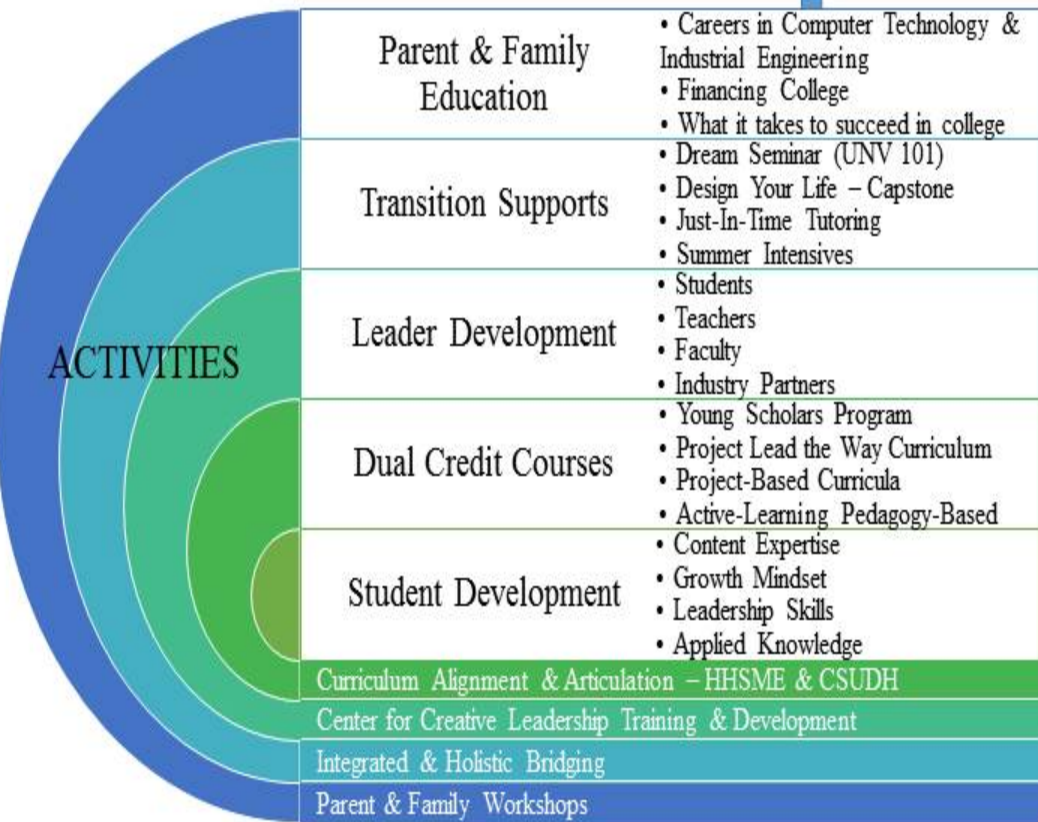 ACTIVITIES
Parent & Family
Education
• Careers in Computer Technology &
Industrial Engineering
• Financing College
• What it takes to succeed in college
Transition Supports
• Dream Seminar (UNV 101)
• Design Your Life – Capstone
• Just-In-Time Tutoring
• Summer Intensives
Leader Development
• Students
• Teachers
• Faculty
• Industry Partners
Dual Credit Courses
• Young Scholars Program
• Project Lead the Way Curriculum
• Project-Based Curricula
• Active-Learning Pedagogy-Based
Student Development
• Content Expertise
• Growth Mindset
• Leadership Skills
• Applied Knowledge
Curriculum Alignment & Articulation – HHSME & CSUDH
Center for Creative Leadership Training & Development
Integrated & Holistic Bridging
Parent & Family Workshops